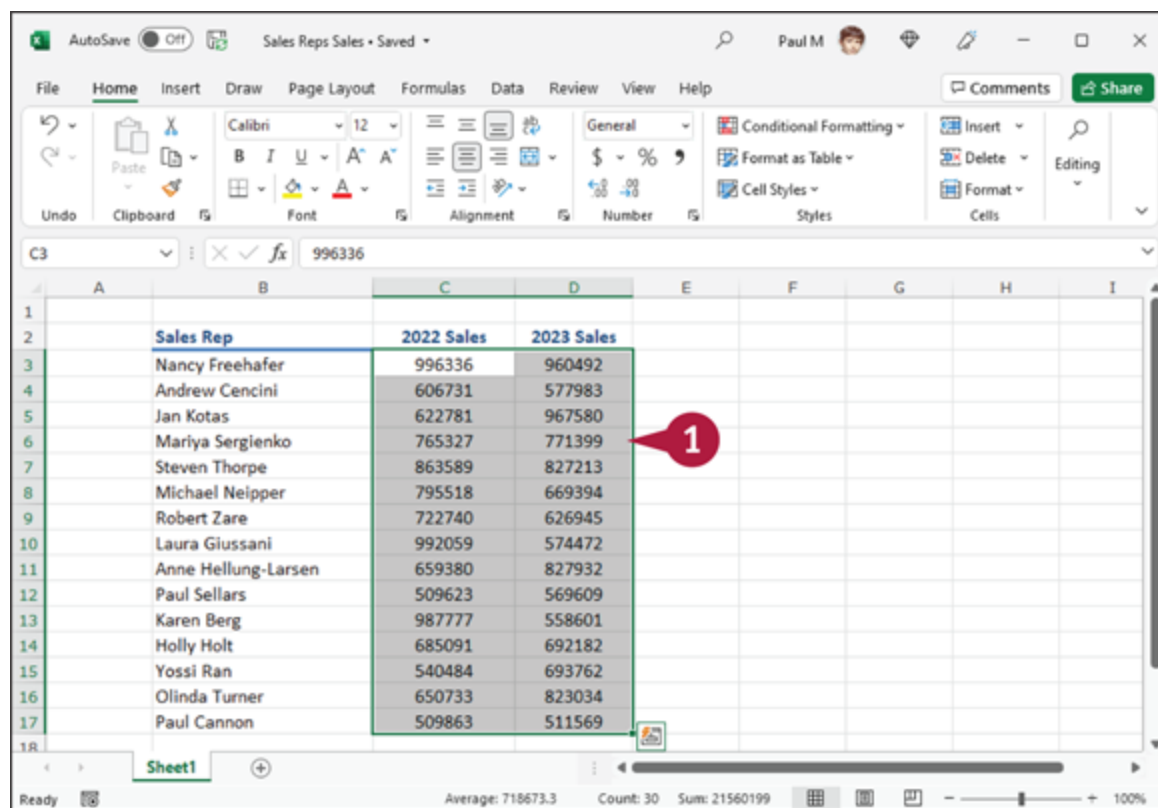 AutoSave Off Sales Reps Sales • Saved Paul M
File Home Insert Draw Page Layout Formulas Data Review View Help Comments Share
Calibri 12 General Conditional Formatting Insert
Paste B I U A A $ % 9 Format as Table Delete Editing
A Cell Styles Format
Undo Clipboard Font Alignment Number Styles Cells
C3 fx 996336
A B C D E F G H I
1
2 Sales Rep 2022 Sales 2023 Sales
3 Nancy Freehafer 996336 960492
4 Andrew Cencini 606731 577983
5 Jan Kotas 622781 967580
6 Mariya Sergienko 765327 771399 1
7 Steven Thorpe 863589 827213
8 Michael Neipper 795518 669394
9 Robert Zare 722740 626945
10 Laura Giussani 992059 574472
11 Anne Hellung-Larsen 659380 827932
12 Paul Sellars 509623 569609
13 Karen Berg 987777 558601
14 Holly Holt 685091 692182
15 Yossi Ran 540484 693762
16 Olinda Turner 650733 823034
17 Paul Cannon 509863 511569
18
Sheet1
Ready Average: 718673.3 Count: 30 Sum: 21560199 100%